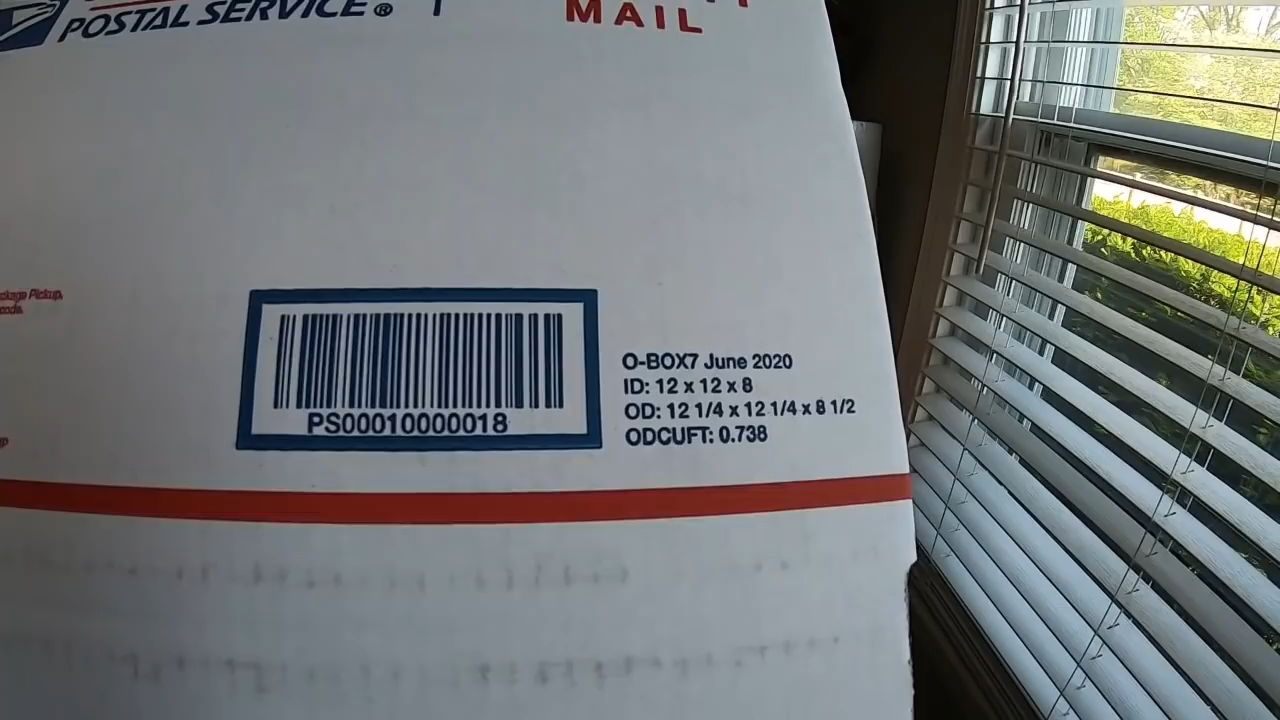 POSTAL SERVICE®
MAIL
Pickup.
PS00010000018
O-BOX7 June 2020
ID: 12 x 12 x 8
OD: 12 1/4 x 12 1/4 x 8 1/2
ODCUFT: 0.738